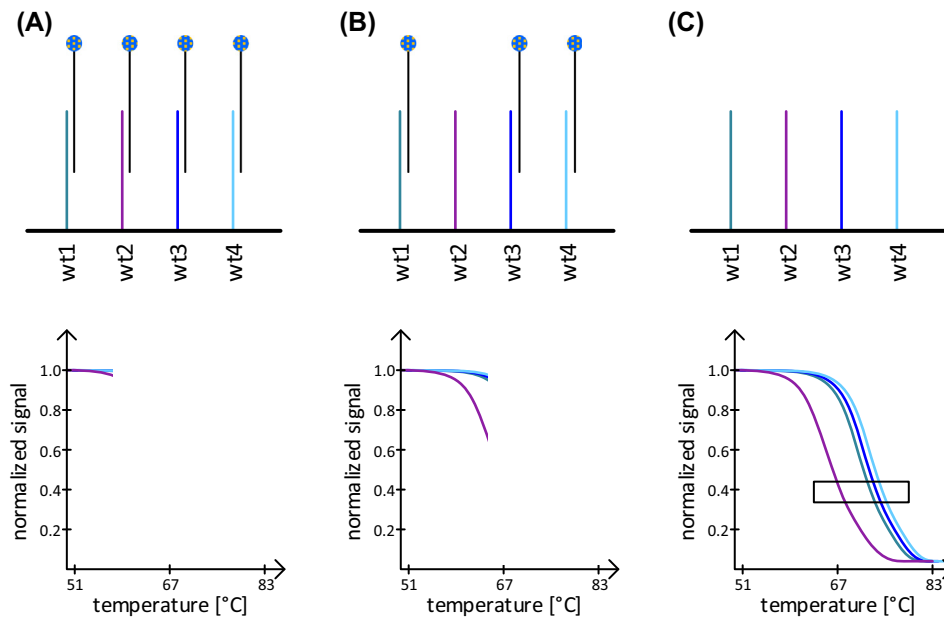 (A) (B) (C)
wt1 wt2 wt3 wt4 wt1 wt2 wt3 wt4 wt1 wt2 wt3 wt4
normalized signal normalized signal normalized signal
1.0 1.0 1.0
0.8 0.8 0.8
0.6 0.6 0.6
0.4 0.4 0.4
0.2 0.2 0.2
51 67 83 51 67 83 51 67 83
temperature [°C] temperature [°C] temperature [°C]